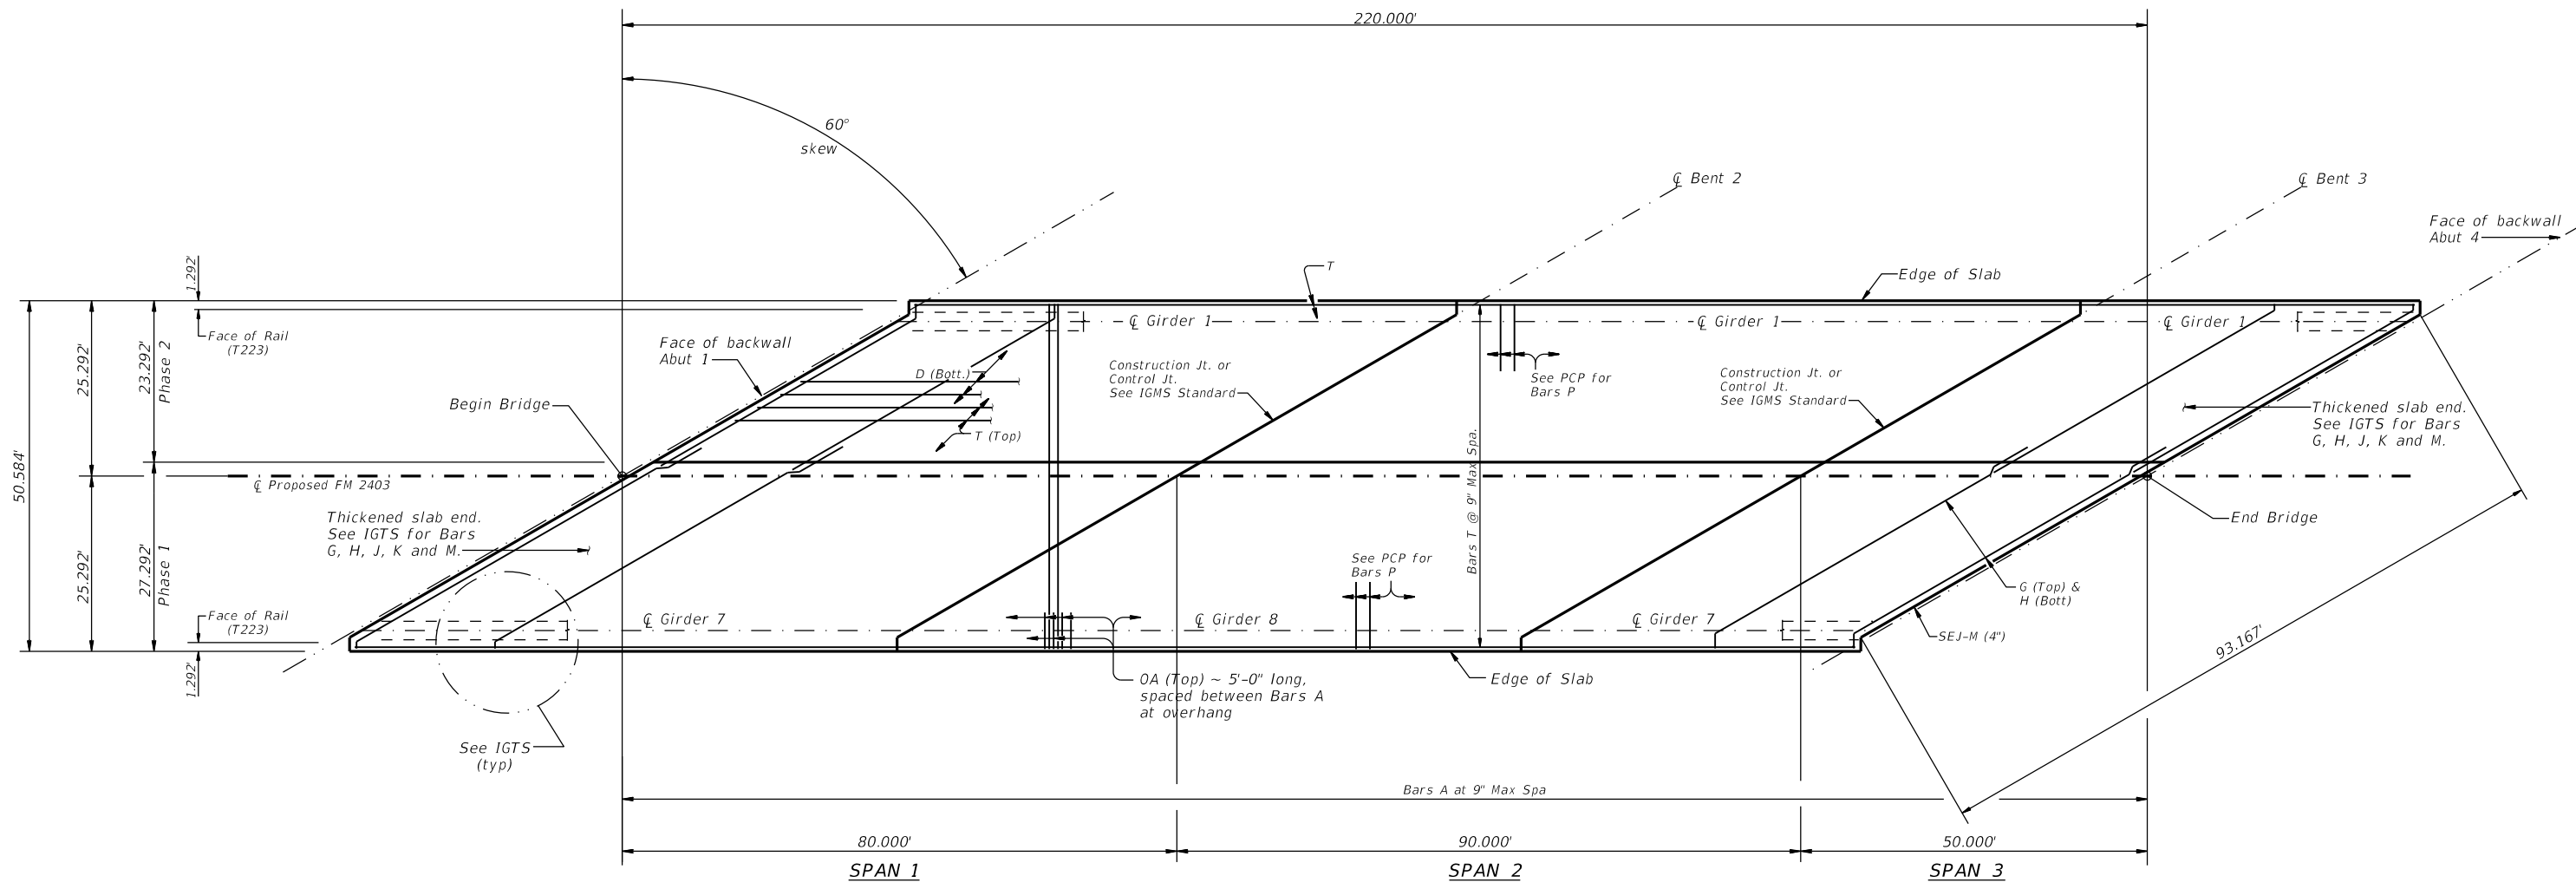 220.000'
60°
skew
℄ Bent 2
℄ Bent 3
Face of backwall
Abut 4
1.292'
T
Edge of Slab
Face of Rail
(T223)
℄ Girder 1
℄ Girder 1
℄ Girder 1
Face of backwall
Abut 1
25.292'
23.292'
Phase 2
D (Bott.)
Construction Jt. or
Control Jt.
See IGMS Standard
See PCP for
Bars P
Construction Jt. or
Control Jt.
See IGMS Standard
Begin Bridge
T (Top)
Thickened slab end.
See IGTS for Bars
G, H, J, K and M.
50.584'
℄ Proposed FM 2403
Bars T @ 9" Max Spa.
Thickened slab end.
See IGTS for Bars
G, H, J, K and M.
End Bridge
25.292'
27.292'
Phase 1
See PCP for
Bars P
G (Top) &
H (Bott)
Face of Rail
(T223)
℄ Girder 7
℄ Girder 8
℄ Girder 7
SEJ-M (4")
93.167'
1.292'
OA (Top) ~ 5'-0" long,
spaced between Bars A
at overhang
Edge of Slab
See IGTS
(typ)
Bars A at 9" Max Spa
80.000'
90.000'
50.000'
SPAN 1
SPAN 2
SPAN 3